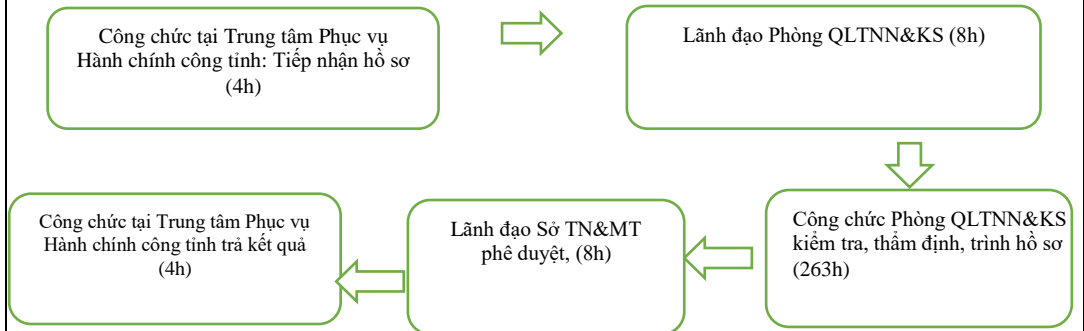 Công chức tại Trung tâm Phục vụ
Hành chính công tỉnh: Tiếp nhận hồ sơ
(4h)
Lãnh đạo Phòng QLTNN&KS (8h)
Công chức Phòng QLTNN&KS
kiểm tra, thẩm định, trình hồ sơ
(263h)
Lãnh đạo Sở TN&MT
phê duyệt, (8h)
Công chức tại Trung tâm Phục vụ
Hành chính công tỉnh trả kết quả
(4h)